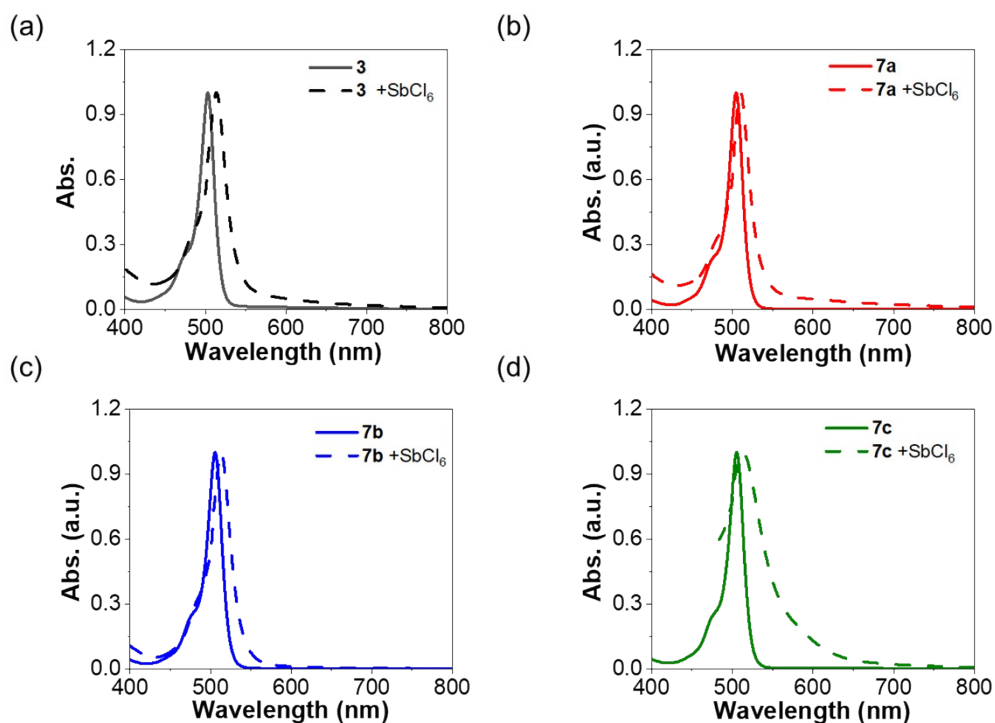 (a)
(b)
1.2
0.9
0.6
0.3
0.0
Abs.
3
3 +SbCl₆
400 500 600 700 800
Wavelength (nm)
1.2
0.9
0.6
0.3
0.0
Abs. (a.u.)
7a
7a +SbCl₆
400 500 600 700 800
Wavelength (nm)
(c)
(d)
1.2
0.9
0.6
0.3
0.0
Abs. (a.u.)
7b
7b +SbCl₆
400 500 600 700 800
Wavelength (nm)
1.2
0.9
0.6
0.3
0.0
Abs. (a.u.)
7c
7c +SbCl₆
400 500 600 700 800
Wavelength (nm)